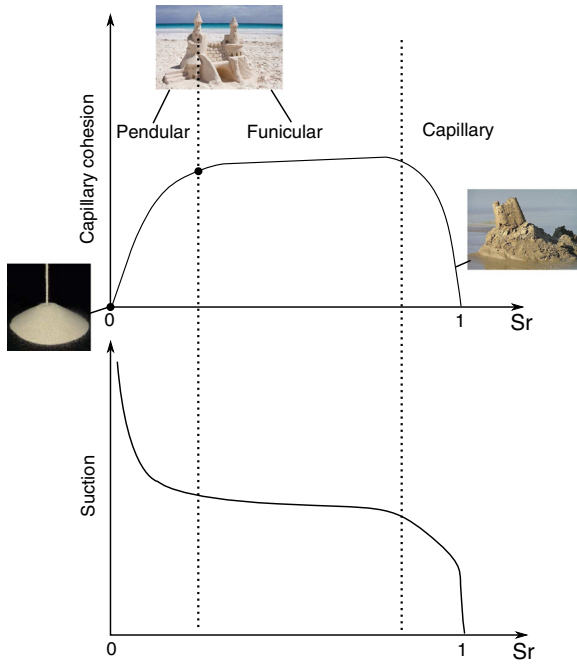 Pendular
Funicular
Capillary
Capillary cohesion
0
1
Sr
Suction
0
1
Sr